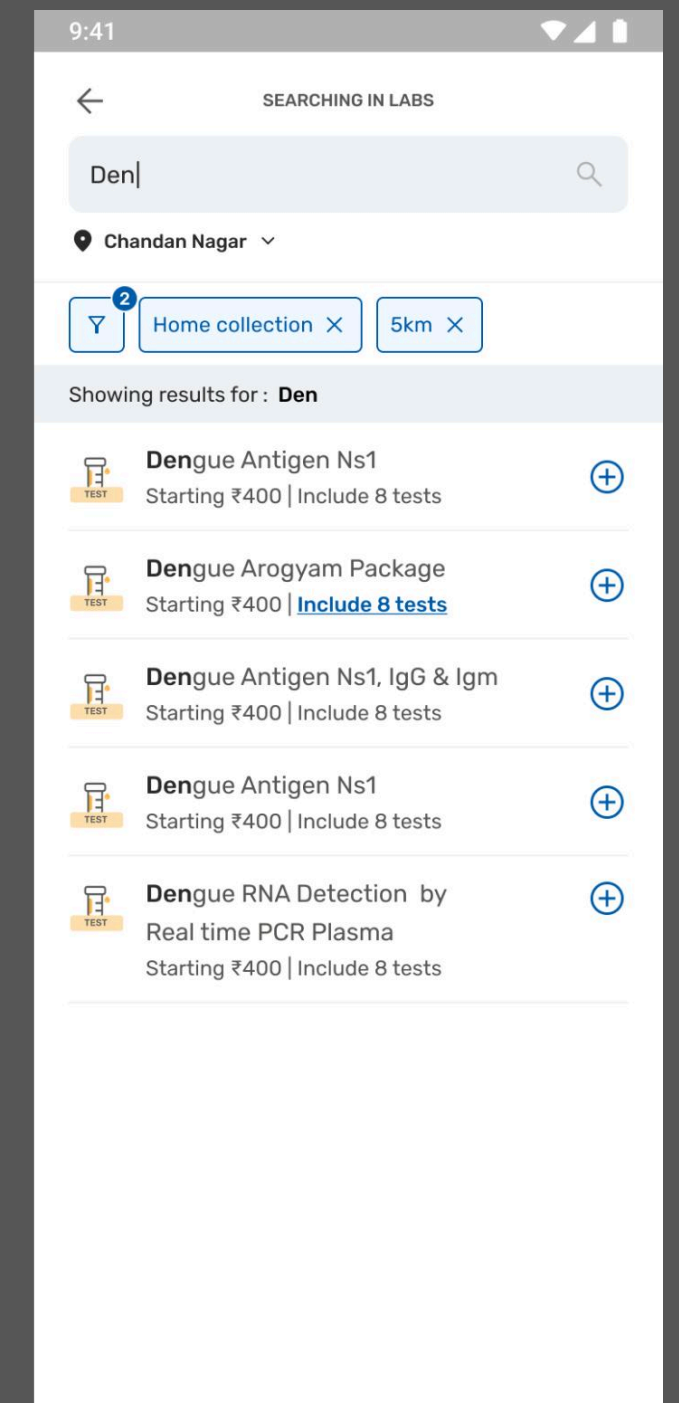 9:41
SEARCHING IN LABS
Den
Chandan Nagar
2
Home collection
5km
Showing results for : Den
Dengue Antigen Ns1
TEST
Starting ₹400 | Include 8 tests
Dengue Arogyam Package
TEST
Starting ₹400 | Include 8 tests
Dengue Antigen Ns1, IgG & Igm
TEST
Starting ₹400 | Include 8 tests
Dengue Antigen Ns1
TEST
Starting ₹400 | Include 8 tests
Dengue RNA Detection by
TEST
Real time PCR Plasma
Starting ₹400 | Include 8 tests